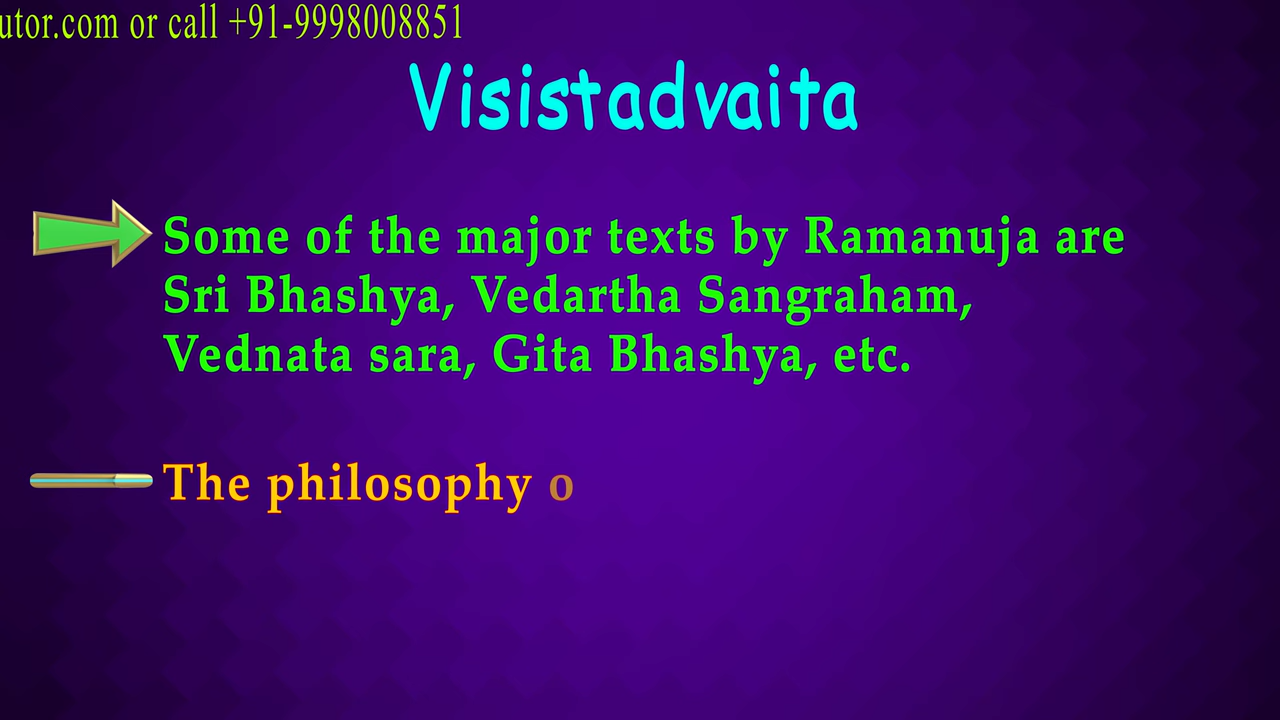 utor.com or call +91-9998008851
Visistadvaita
Some of the major texts by Ramanuja are
Sri Bhashya, Vedartha Sangraham,
Vednata sara, Gita Bhashya, etc.
The philosophy o